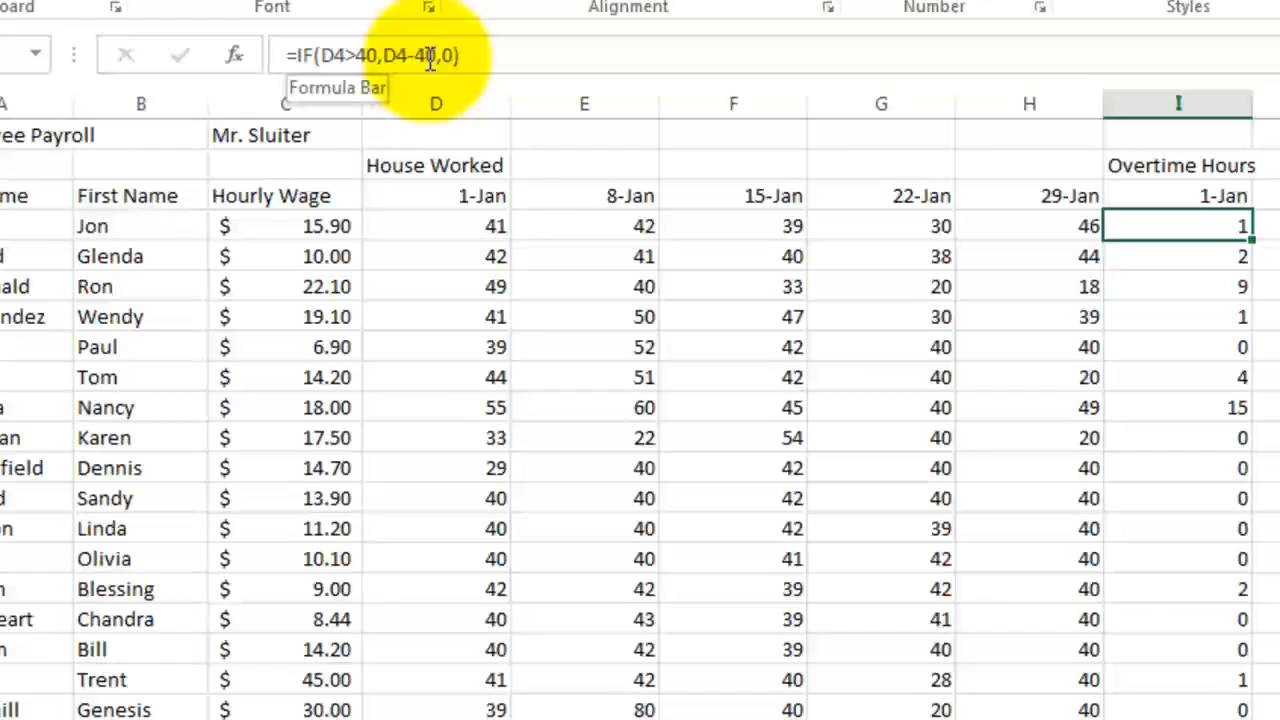 oard Font Alignment Number Styles
fx =IF(D4>40,D4-40,0)
Formula Bar
A B C D E F G H I
ee Payroll Mr. Sluiter
House Worked Overtime Hours
me First Name Hourly Wage 1-Jan 8-Jan 15-Jan 22-Jan 29-Jan 1-Jan
Jon $ 15.90 41 42 39 30 46 1
d Glenda $ 10.00 42 41 40 38 44 2
nald Ron $ 22.10 49 40 33 20 18 9
ndez Wendy $ 19.10 41 50 47 30 39 1
Paul $ 6.90 39 52 42 40 40 0
Tom $ 14.20 44 51 42 40 20 4
a Nancy $ 18.00 55 60 45 40 49 15
an Karen $ 17.50 33 22 54 40 20 0
field Dennis $ 14.70 29 40 42 40 40 0
d Sandy $ 13.90 40 40 42 40 40 0
on Linda $ 11.20 40 40 42 39 40 0
Olivia $ 10.10 40 40 41 42 40 0
Blessing $ 9.00 42 42 39 42 40 2
eart Chandra $ 8.44 40 43 39 41 40 0
Bill $ 14.20 40 42 39 40 40 0
Trent $ 45.00 41 42 40 28 40 1
ill Genesis $ 30.00 39 80 40 20 40 0